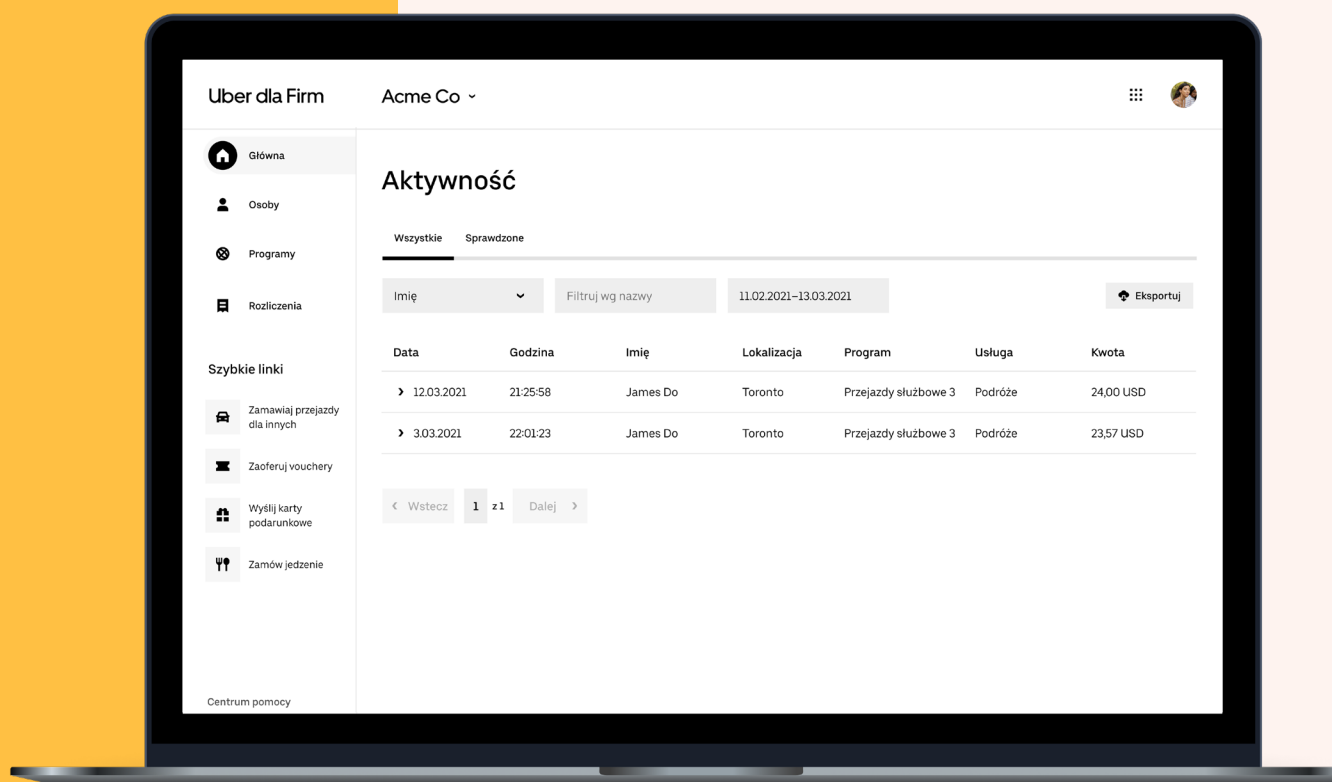 Uber dla Firm
Acme Co
Główna
Osoby
Programy
Rozliczenia
Szybkie linki
Zamawiaj przejazdy
dla innych
Zaoferuj vouchery
Wyślij karty
podarunkowe
Zamów jedzenie
Centrum pomocy
Aktywność
Wszystkie Sprawdzone
Imię Filtruj wg nazwy 11.02.2021–13.03.2021 Eksportuj
Data Godzina Imię Lokalizacja Program Usługa Kwota
12.03.2021 21:25:58 James Do Toronto Przejazdy służbowe 3 Podróże 24,00 USD
3.03.2021 22:01:23 James Do Toronto Przejazdy służbowe 3 Podróże 23,57 USD
Wstecz 1 z 1 Dalej